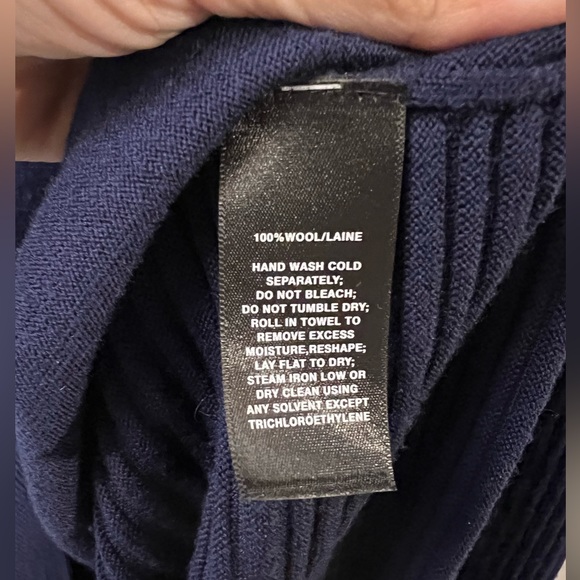 100%WOOL/LAINE
HAND WASH COLD
SEPARATELY;
DO NOT BLEACH;
DO NOT TUMBLE DRY;
ROLL IN TOWEL TO
REMOVE EXCESS
MOISTURE,RESHAPE;
LAY FLAT TO DRY;
STEAM IRON LOW OR
DRY CLEAN USING
ANY SOLVENT EXCEPT
TRICHLOROETHYLENE